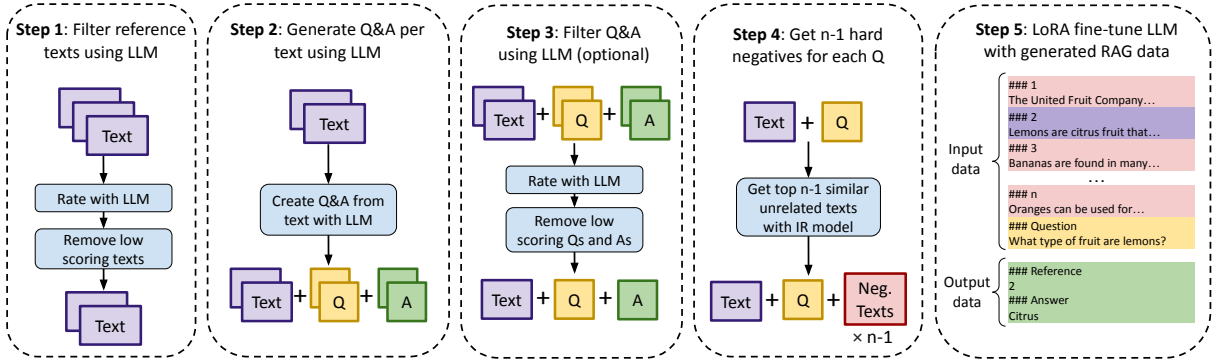 Step 1: Filter reference
texts using LLM
Text
Rate with LLM
Remove low
scoring texts
Text
Step 2: Generate Q&A per
text using LLM
Text
Create Q&A from
text with LLM
Text + Q + A
Step 3: Filter Q&A
using LLM (optional)
Text + Q + A
Rate with LLM
Remove low
scoring Qs and As
Text + Q + A
Step 4: Get n-1 hard
negatives for each Q
Text + Q
Get top n-1 similar
unrelated texts
with IR model
Text + Q + Neg.
Texts
× n-1
Step 5: LoRA fine-tune LLM
with generated RAG data
Input
data
### 1
The United Fruit Company...
### 2
Lemons are citrus fruit that...
### 3
Bananas are found in many...
...
### n
Oranges can be used for...
### Question
What type of fruit are lemons?
Output
data
### Reference
2
### Answer
Citrus